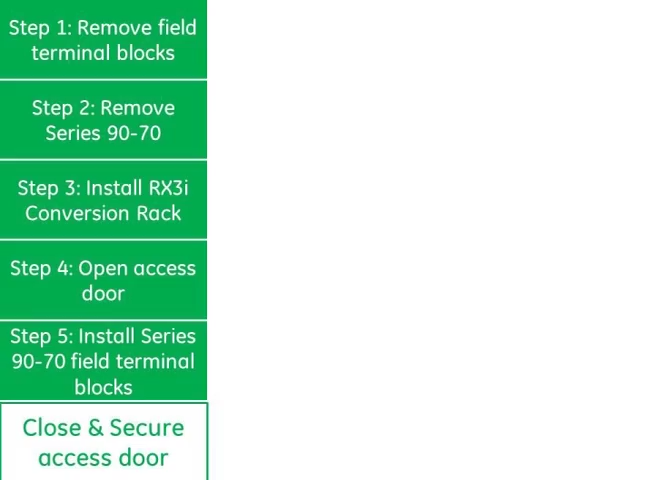 Step 1: Remove field
terminal blocks
Step 2: Remove
Series 90-70
Step 3: Install RX3i
Conversion Rack
Step 4: Open access
door
Step 5: Install Series
90-70 field terminal
blocks
Close & Secure
access door